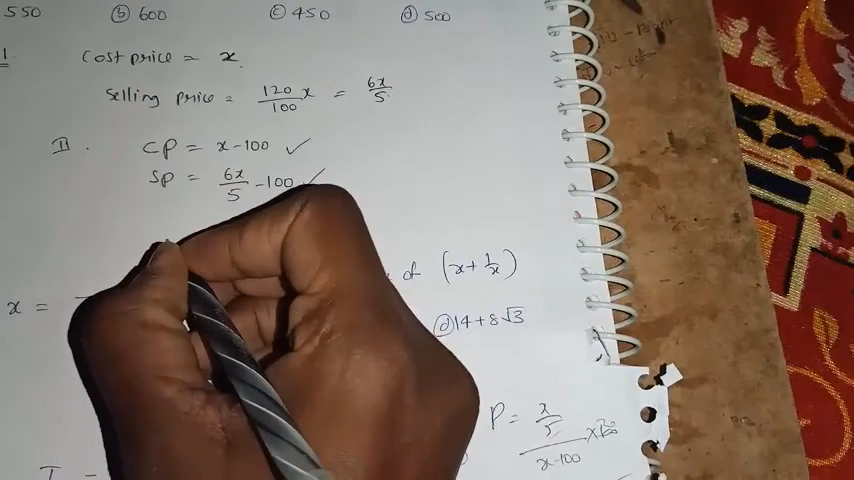 550 ⓑ 600 ⓒ 450 ⓓ 500
1 Cost price = x.
Selling price = 120/100 x = 6x/5
II. CP = x-100 ✓
SP = 6x/5 - 100 ✓
of (x + 1/x)
x =
ⓓ 14+8√3
P = x/5 / x-100
I =